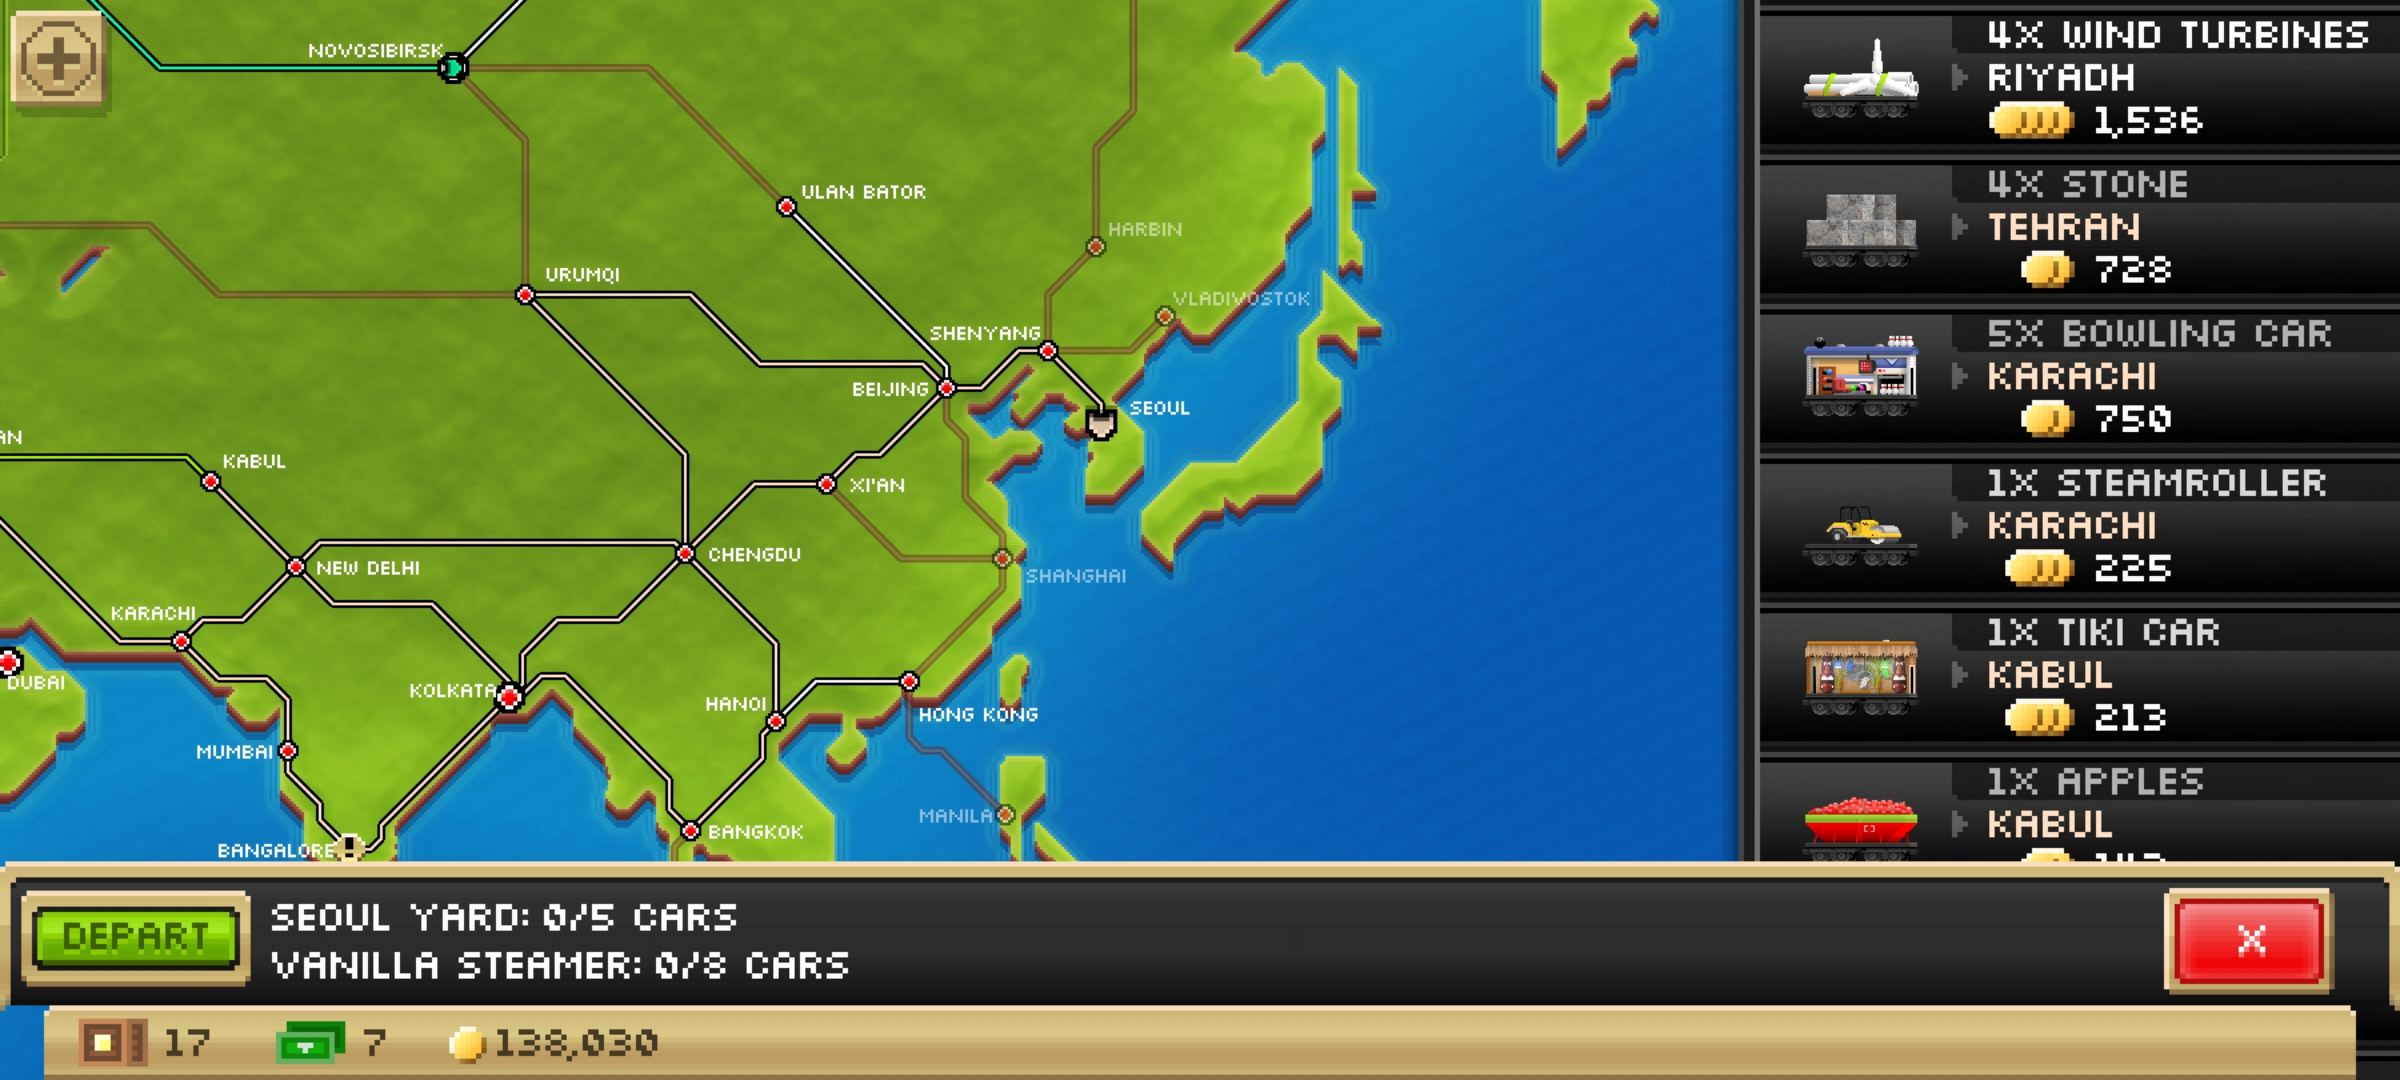 NOVOSIBIRSK
ULAN BATOR
HARBIN
URUMQI
VLADIVOSTOK
SHENYANG
BEIJING
SEOUL
AN
KABUL
XI'AN
CHENGDU
NEW DELHI
SHANGHAI
KARACHI
DUBAI
KOLKATA
HANOI
HONG KONG
MUMBAI
MANILA
BANGKOK
BANGALORE
4X WIND TURBINES
RIYADH
1,536
4X STONE
TEHRAN
728
5X BOWLING CAR
KARACHI
750
1X STEAMROLLER
KARACHI
225
1X TIKI CAR
KABUL
213
1X APPLES
KABUL
DEPART
SEOUL YARD: 0/5 CARS
VANILLA STEAMER: 0/8 CARS
X
17
7
138,030